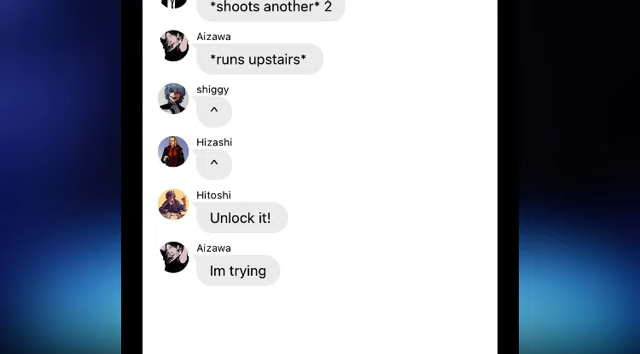 *shoots another* 2
Aizawa
*runs upstairs*
shiggy
^
Hizashi
^
Hitoshi
Unlock it!
Aizawa
Im trying